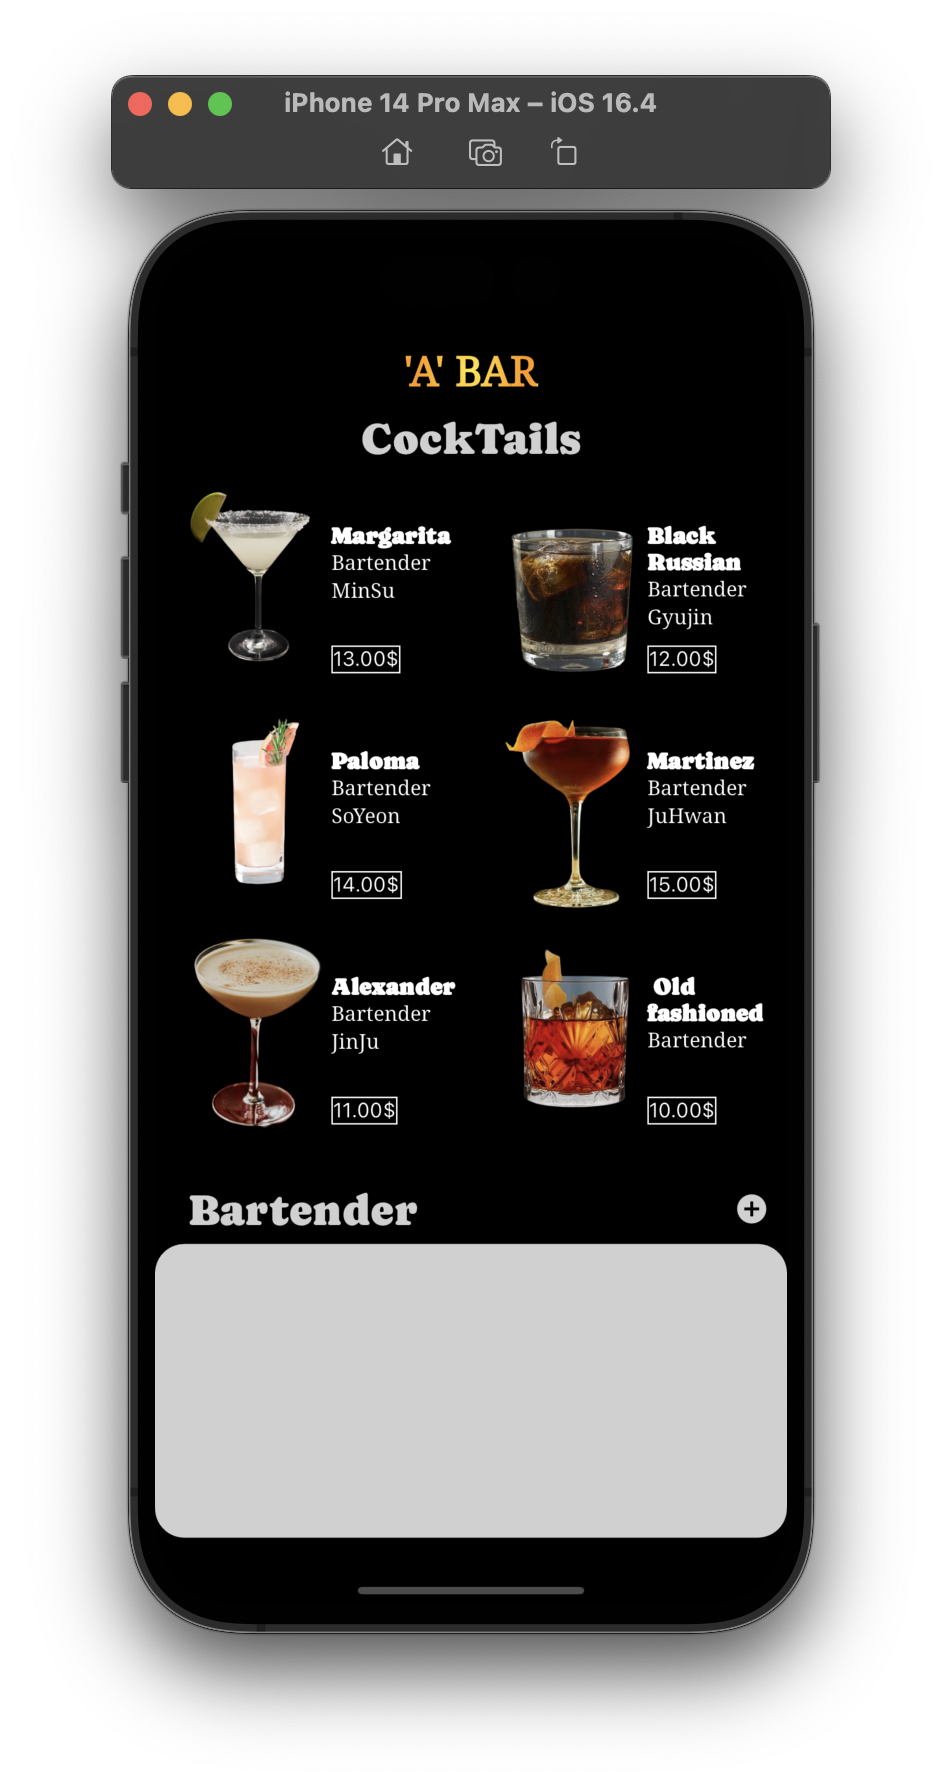 iPhone 14 Pro Max – iOS 16.4
'A' BAR
CockTails
Margarita
Bartender
MinSu
13.00$
Black
Russian
Bartender
Gyujin
12.00$
Paloma
Bartender
SoYeon
14.00$
Martinez
Bartender
JuHwan
15.00$
Alexander
Bartender
JinJu
11.00$
Old
fashioned
Bartender
10.00$
Bartender